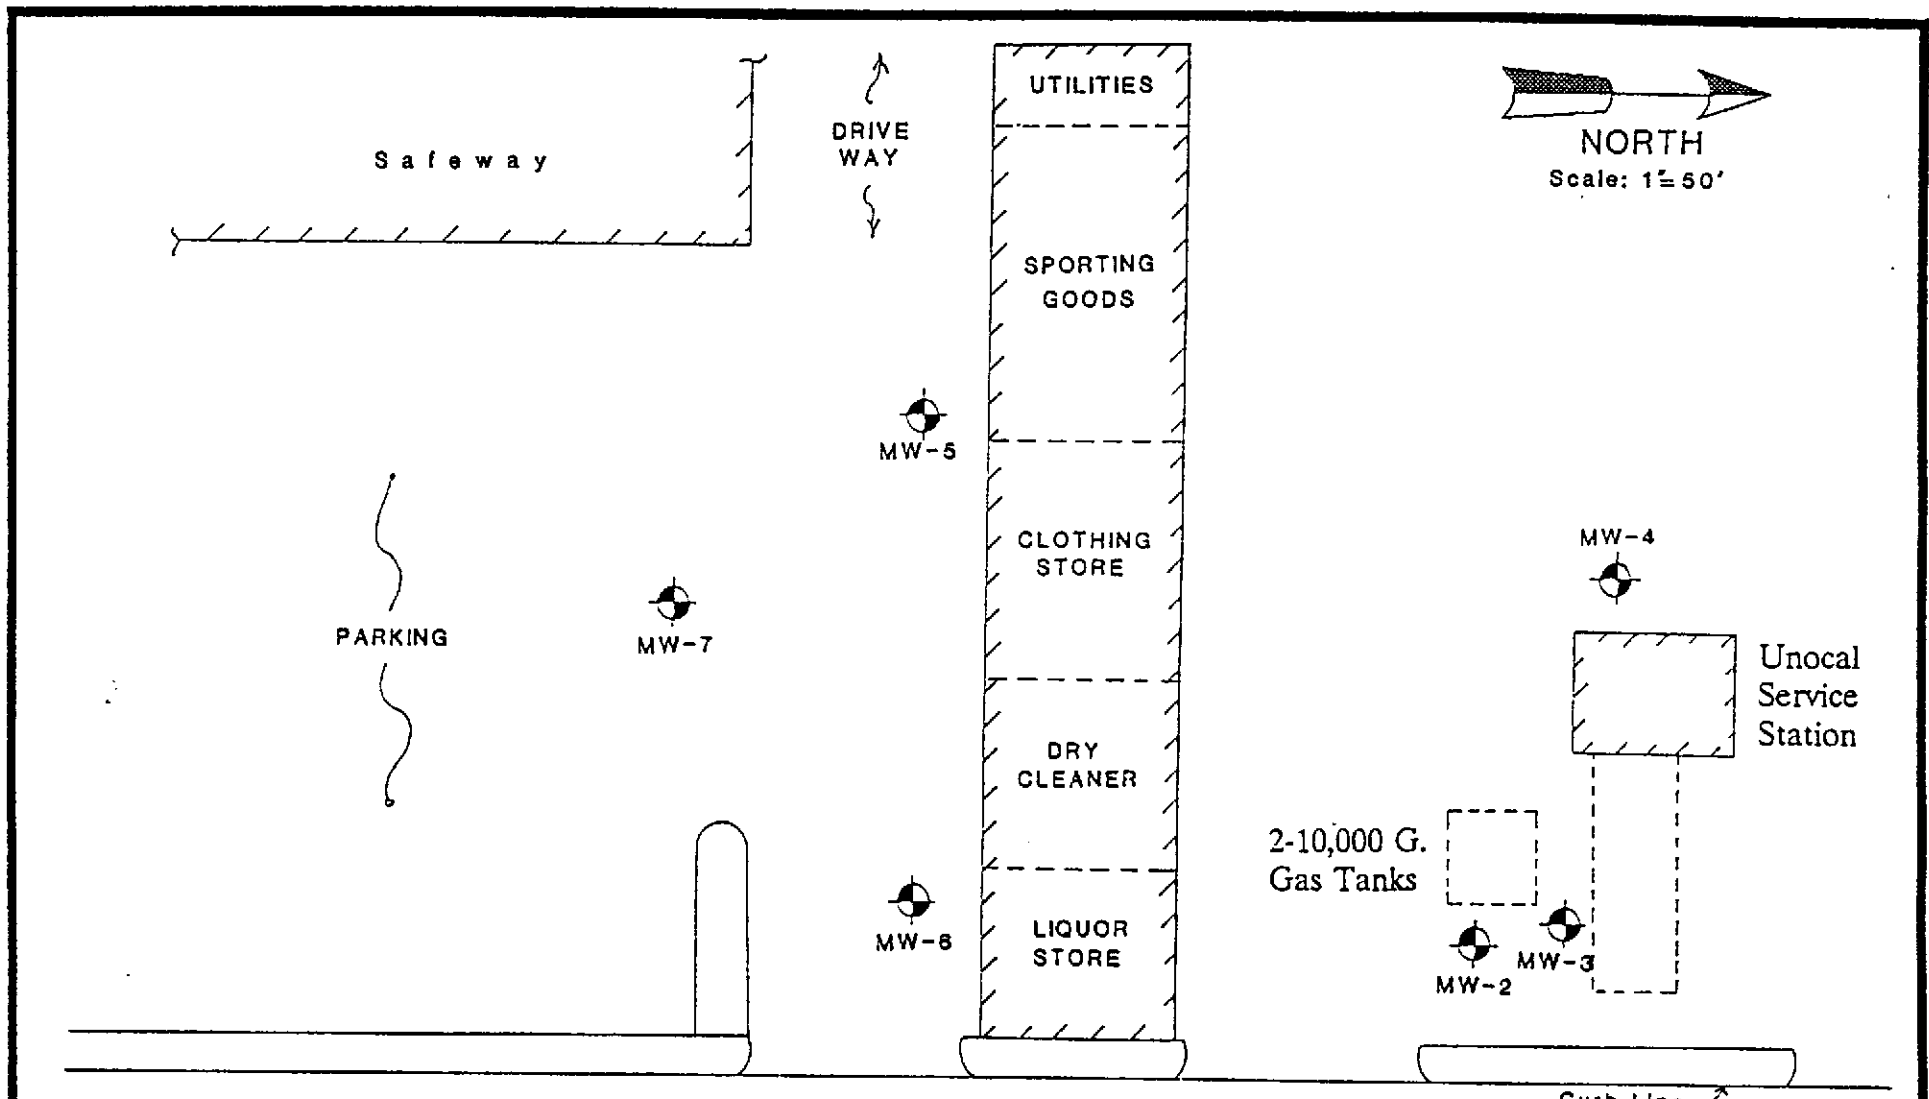 UTILITIES
NORTH
Scale: 1"=50'
DRIVE
WAY
Safeway
SPORTING
GOODS
MW-5
CLOTHING
STORE
MW-4
PARKING
MW-7
Unocal
Service
Station
DRY
CLEANER
2-10,000 G.
Gas Tanks
MW-6
LIQUOR
STORE
MW-3
MW-2